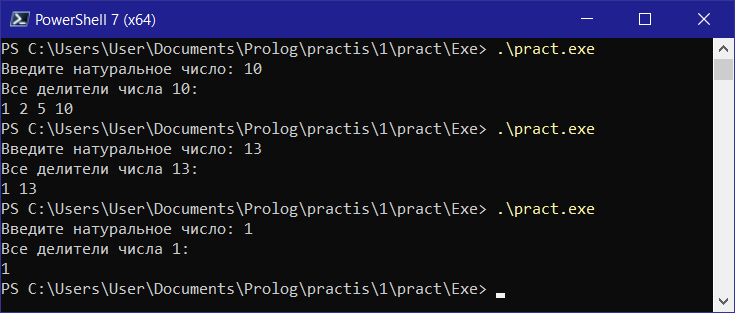 PowerShell 7 (x64)
PS C:\Users\User\Documents\Prolog\practis\1\pract\Exe> .\pract.exe
Введите натуральное число: 10
Все делители числа 10:
1 2 5 10
PS C:\Users\User\Documents\Prolog\practis\1\pract\Exe> .\pract.exe
Введите натуральное число: 13
Все делители числа 13:
1 13
PS C:\Users\User\Documents\Prolog\practis\1\pract\Exe> .\pract.exe
Введите натуральное число: 1
Все делители числа 1:
1
PS C:\Users\User\Documents\Prolog\practis\1\pract\Exe>